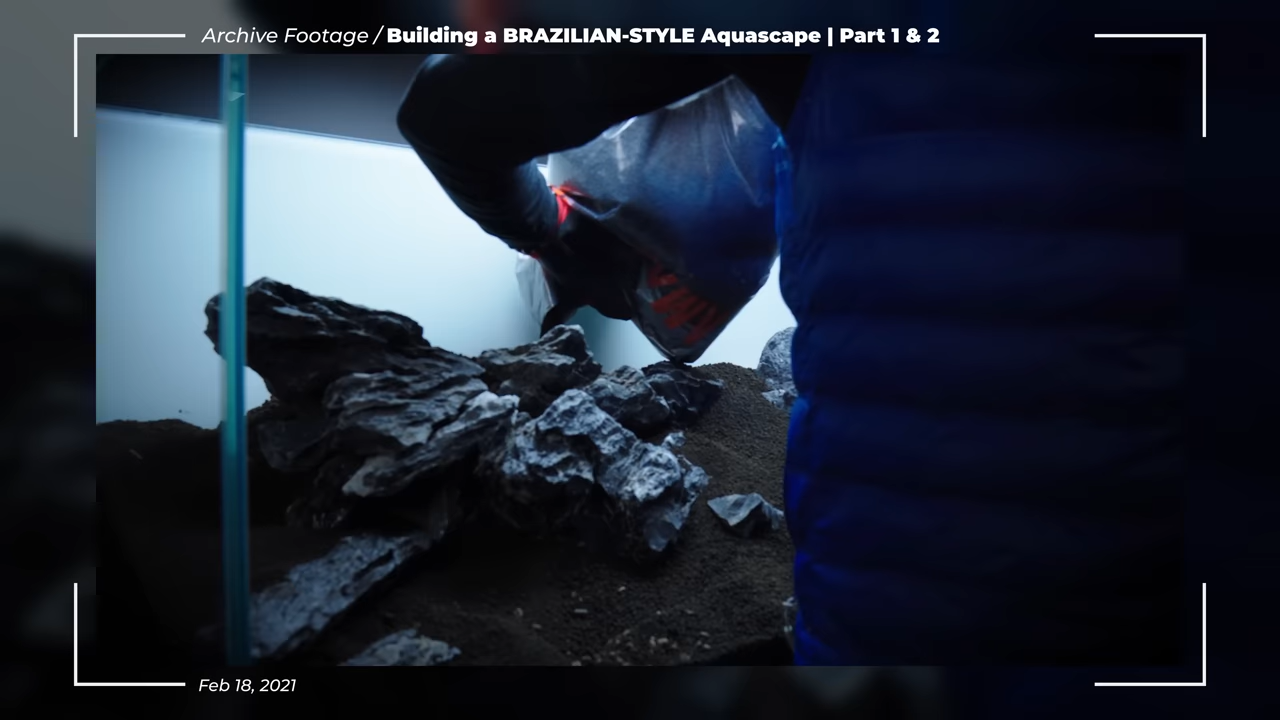 Archive Footage / Building a BRAZILIAN-STYLE Aquascape | Part 1 & 2
Feb 18, 2021